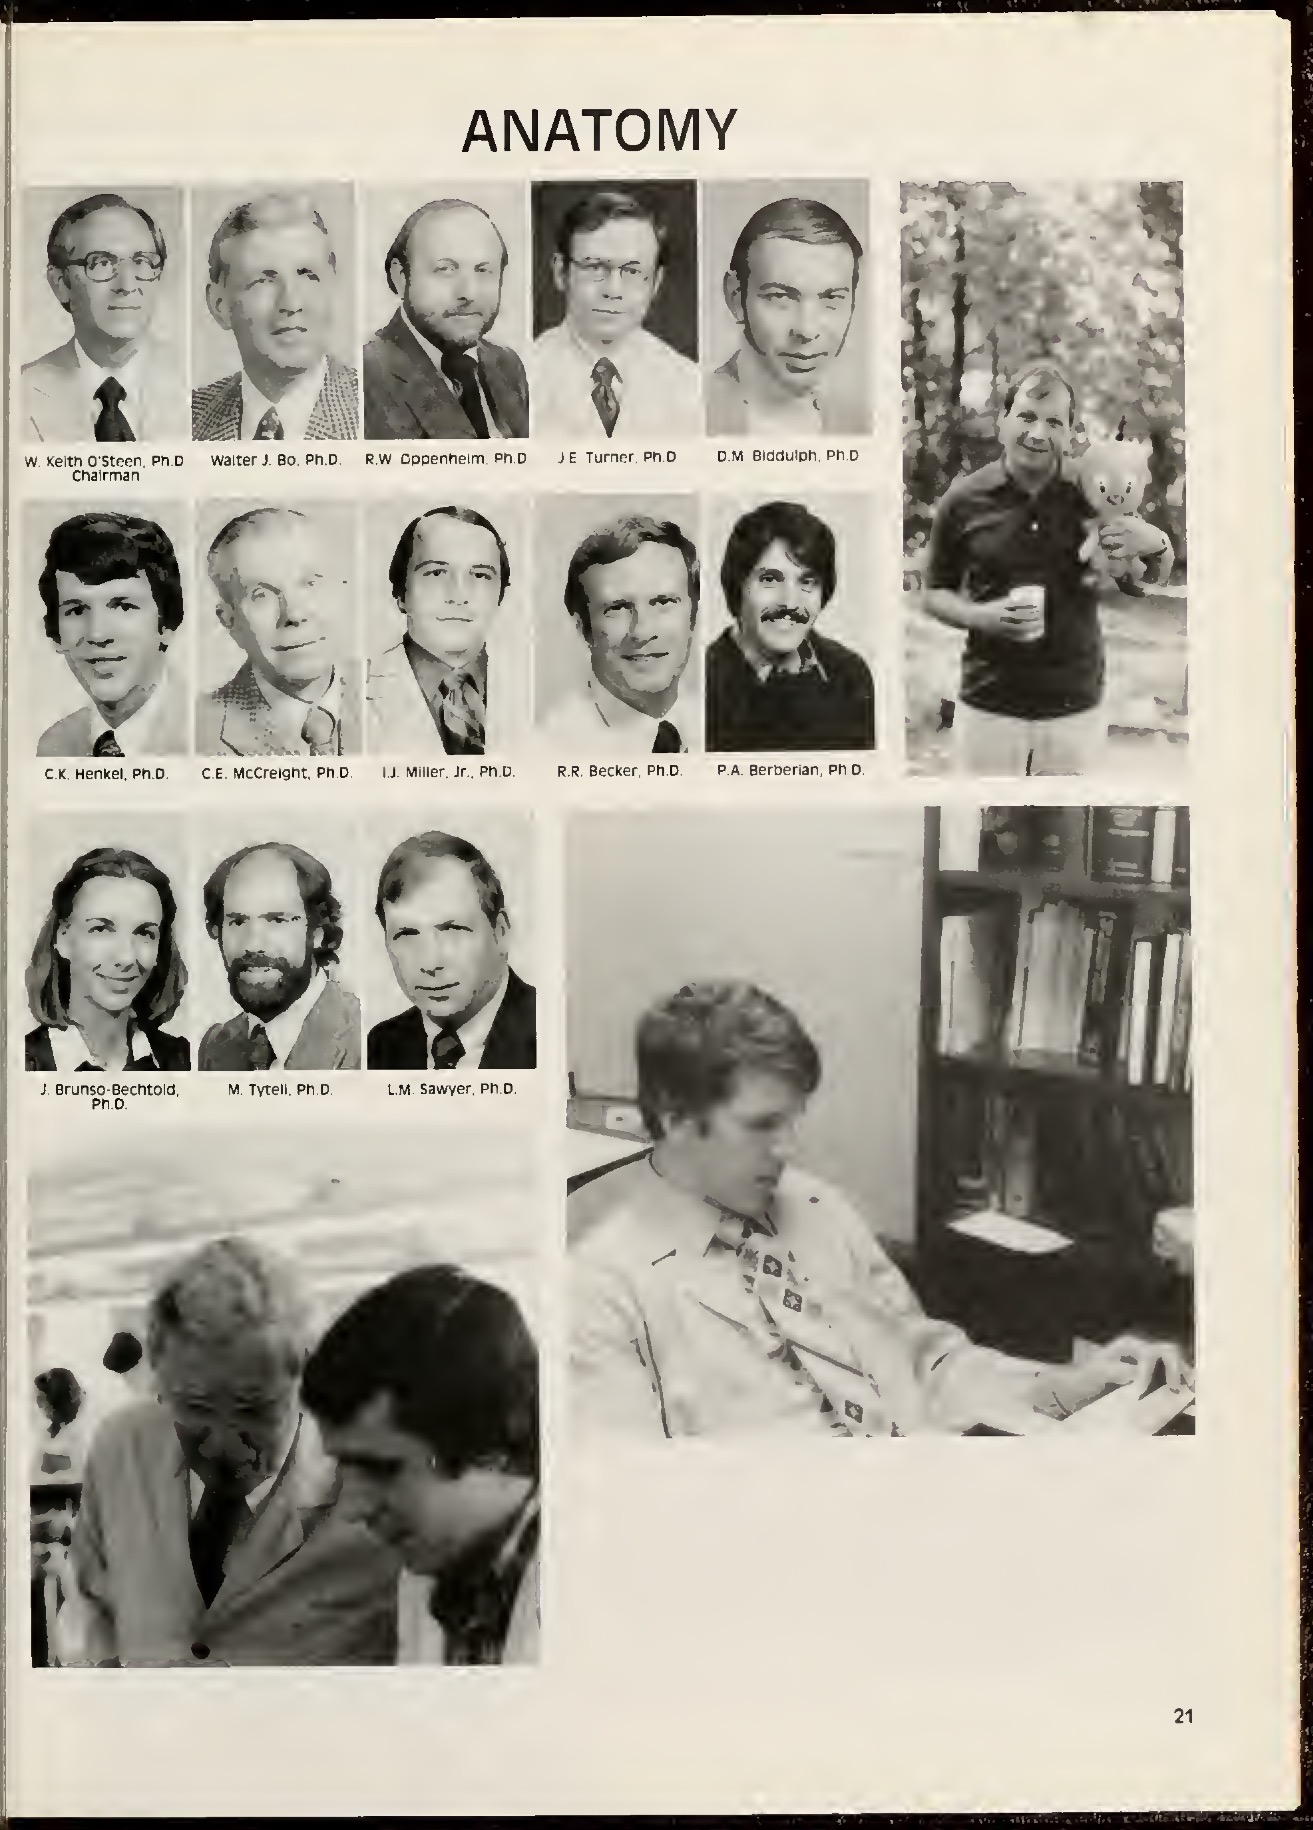 ANATOMY
W. Keith O'Steen, Ph.D
Chairman
Walter J. Bo, Ph.D.
R.W. Oppenheim, Ph.D
J.E. Turner, Ph.D
D.M. Biddulph, Ph.D
C.K. Henkel, Ph.D.
C.E. McCreight, Ph.D.
I.J. Miller, Jr., Ph.D.
R.R. Becker, Ph.D.
P.A. Berberian, Ph.D.
J. Brunso-Bechtold,
Ph.D.
M. Tytell, Ph.D.
L.M. Sawyer, Ph.D.
21